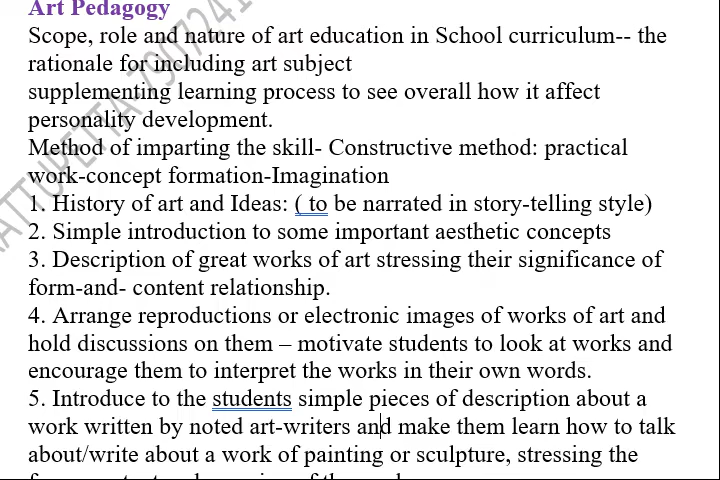 Art Pedagogy
Scope, role and nature of art education in School curriculum-- the
rationale for including art subject
supplementing learning process to see overall how it affect
personality development.
Method of imparting the skill- Constructive method: practical
work-concept formation-Imagination
1. History of art and Ideas: ( to be narrated in story-telling style)
2. Simple introduction to some important aesthetic concepts
3. Description of great works of art stressing their significance of
form-and- content relationship.
4. Arrange reproductions or electronic images of works of art and
hold discussions on them – motivate students to look at works and
encourage them to interpret the works in their own words.
5. Introduce to the students simple pieces of description about a
work written by noted art-writers and make them learn how to talk
about/write about a work of painting or sculpture, stressing the